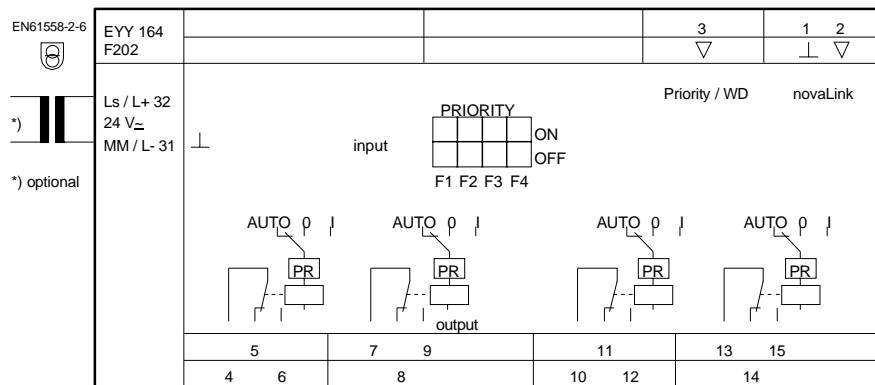 EN61558-2-6
EYY 164
F202
3 1 2
Priority / WD novaLink
Ls / L+ 32
24 V≂
MM / L- 31
*)
*) optional
input
PRIORITY
ON
OFF
F1 F2 F3 F4
AUTO 0 I AUTO 0 I AUTO 0 I AUTO 0 I
PR PR PR PR
output
5 7 9 11 13 15
4 6 8 10 12 14